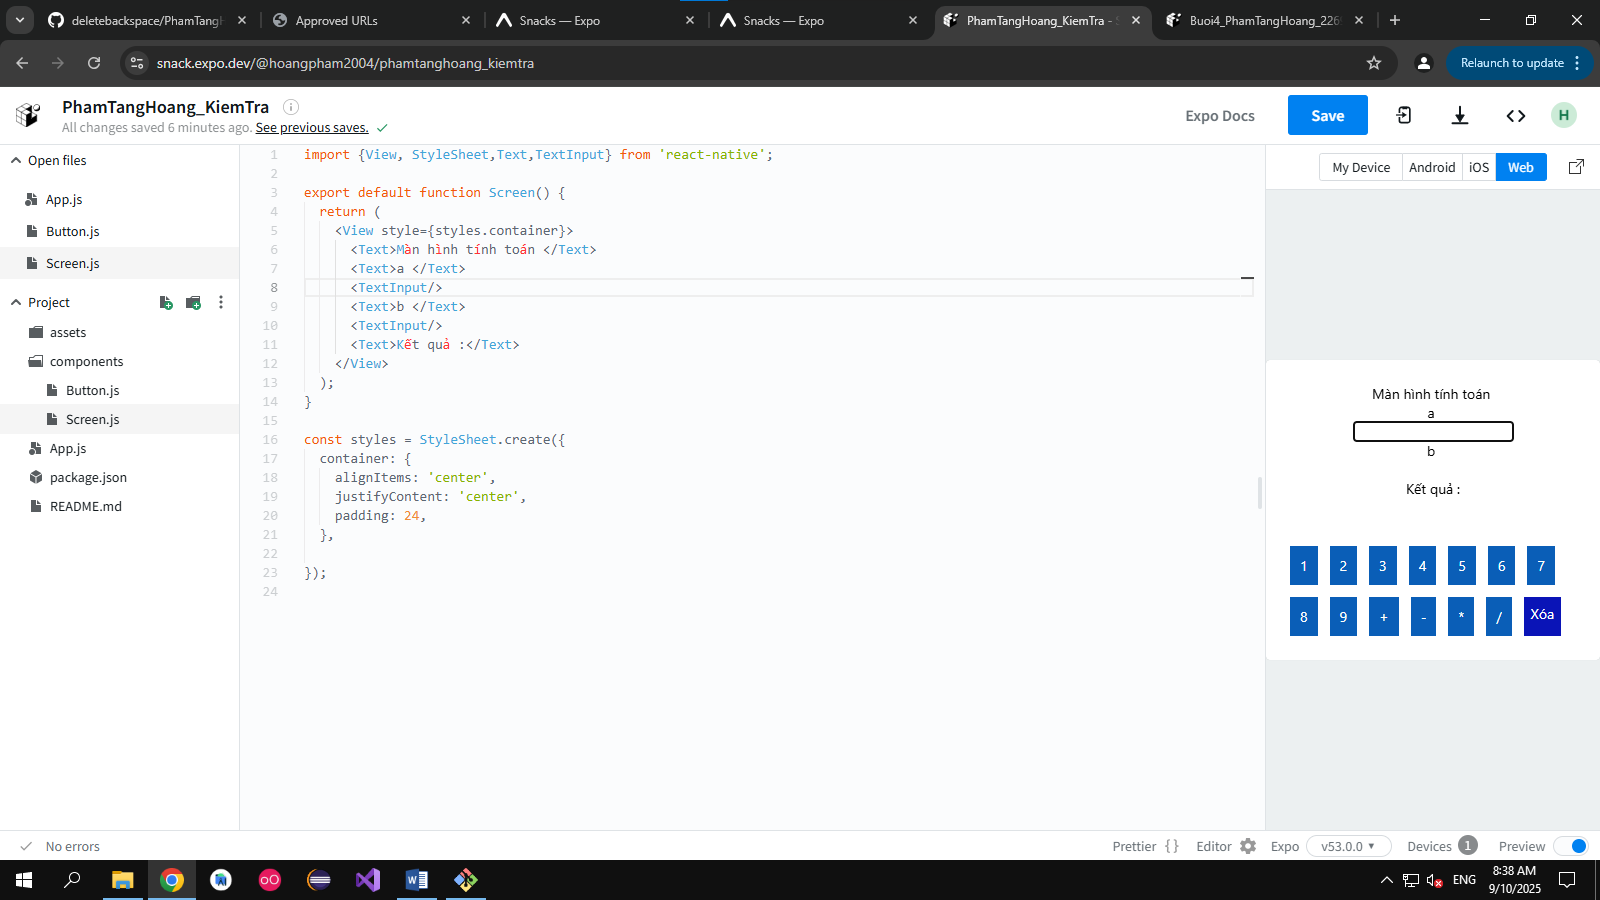 deletebackspace/PhamTangH
Approved URLs
Snacks — Expo
Snacks — Expo
PhamTangHoang_KiemTra - S
Buoi4_PhamTangHoang_226
snack.expo.dev/@hoangpham2004/phamtanghoang_kiemtra
Relaunch to update
PhamTangHoang_KiemTra
All changes saved 6 minutes ago. See previous saves.
Expo Docs
Save
H
Open files
App.js
Button.js
Screen.js
Project
assets
components
Button.js
Screen.js
App.js
package.json
README.md
1 import {View, StyleSheet,Text,TextInput} from 'react-native';
2
3 export default function Screen() {
4 return (
5 <View style={styles.container}>
6 <Text>Màn hình tính toán </Text>
7 <Text>a </Text>
8 <TextInput/>
9 <Text>b </Text>
10 <TextInput/>
11 <Text>Kết quả :</Text>
12 </View>
13 );
14 }
15
16 const styles = StyleSheet.create({
17 container: {
18 alignItems: 'center',
19 justifyContent: 'center',
20 padding: 24,
21 },
22
23 });
24
My Device
Android
iOS
Web
Màn hình tính toán
a
b
Kết quả :
1 2 3 4 5 6 7
8 9 + - * / Xóa
No errors
Prettier {}
Editor
Expo
v53.0.0
Devices 1
Preview
ENG
8:38 AM
9/10/2025